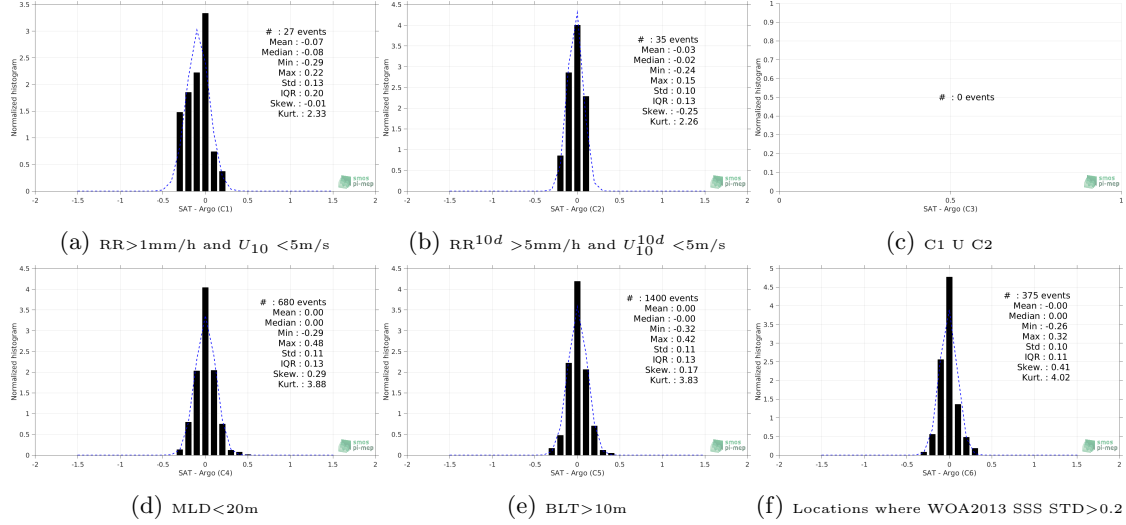 Normalized histogram
3.5
3
2.5
2
1.5
1
0.5
0
-2 -1.5 -1 -0.5 0 0.5 1 1.5 2
SAT - Argo (C1)
# : 27 events
Mean : -0.07
Median : -0.08
Min : -0.29
Max : 0.22
Std : 0.13
IQR : 0.20
Skew. : -0.01
Kurt. : 2.33
smos
pi-mep
(a) RR>1mm/h and U10 <5m/s
Normalized histogram
4.5
4
3.5
3
2.5
2
1.5
1
0.5
0
-2 -1.5 -1 -0.5 0 0.5 1 1.5 2
SAT - Argo (C2)
# : 35 events
Mean : -0.03
Median : -0.02
Min : -0.24
Max : 0.15
Std : 0.10
IQR : 0.13
Skew. : -0.25
Kurt. : 2.26
smos
pi-mep
(b) RR10d >5mm/h and U10 10d <5m/s
Normalized histogram
1
0.9
0.8
0.7
0.6
0.5
0.4
0.3
0.2
0.1
0
0 0.5 1
SAT - Argo (C3)
# : 0 events
smos
pi-mep
(c) C1 U C2
Normalized histogram
4.5
4
3.5
3
2.5
2
1.5
1
0.5
0
-2 -1.5 -1 -0.5 0 0.5 1 1.5 2
SAT - Argo (C4)
# : 680 events
Mean : 0.00
Median : 0.00
Min : -0.29
Max : 0.48
Std : 0.11
IQR : 0.13
Skew. : 0.29
Kurt. : 3.88
smos
pi-mep
(d) MLD<20m
Normalized histogram
4.5
4
3.5
3
2.5
2
1.5
1
0.5
0
-2 -1.5 -1 -0.5 0 0.5 1 1.5 2
SAT - Argo (C5)
# : 1400 events
Mean : 0.00
Median : -0.00
Min : -0.32
Max : 0.42
Std : 0.11
IQR : 0.13
Skew. : 0.17
Kurt. : 3.83
smos
pi-mep
(e) BLT>10m
Normalized histogram
5
4.5
4
3.5
3
2.5
2
1.5
1
0.5
0
-2 -1.5 -1 -0.5 0 0.5 1 1.5 2
SAT - Argo (C6)
# : 375 events
Mean : -0.00
Median : 0.00
Min : -0.26
Max : 0.32
Std : 0.10
IQR : 0.11
Skew. : 0.41
Kurt. : 4.02
smos
pi-mep
(f) Locations where WOA2013 SSS STD>0.2